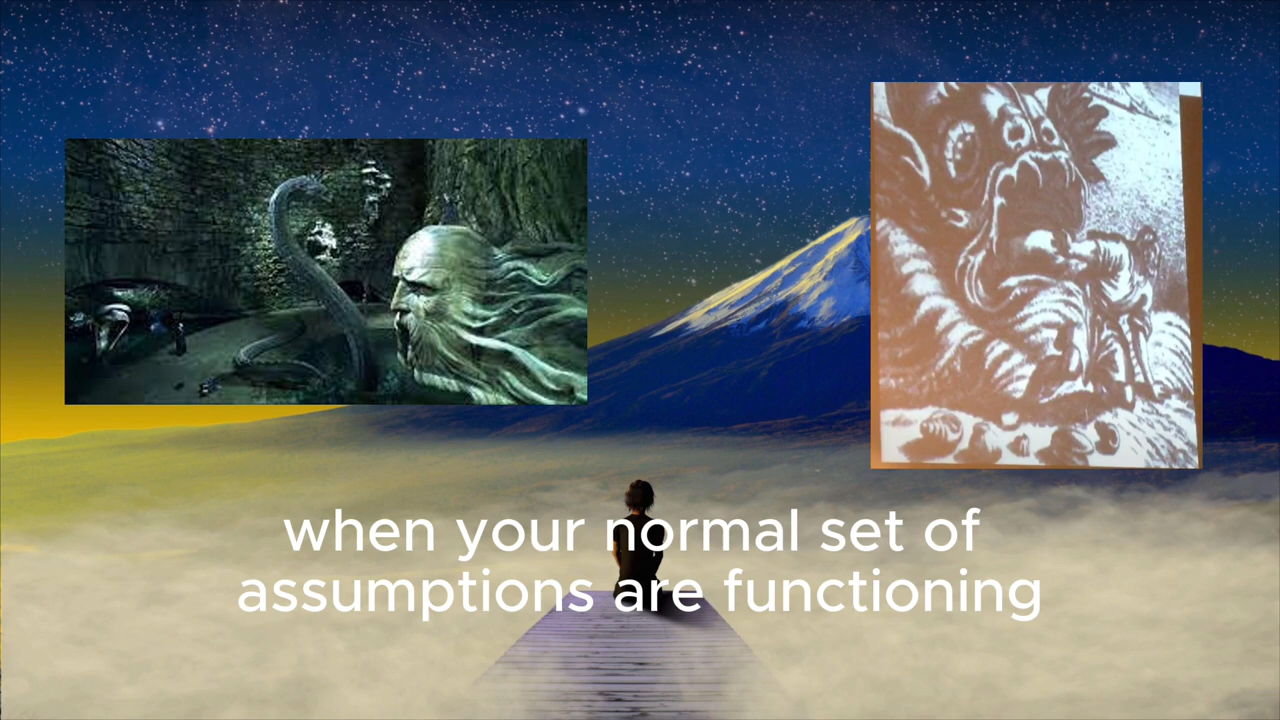 when your normal set of
assumptions are functioning